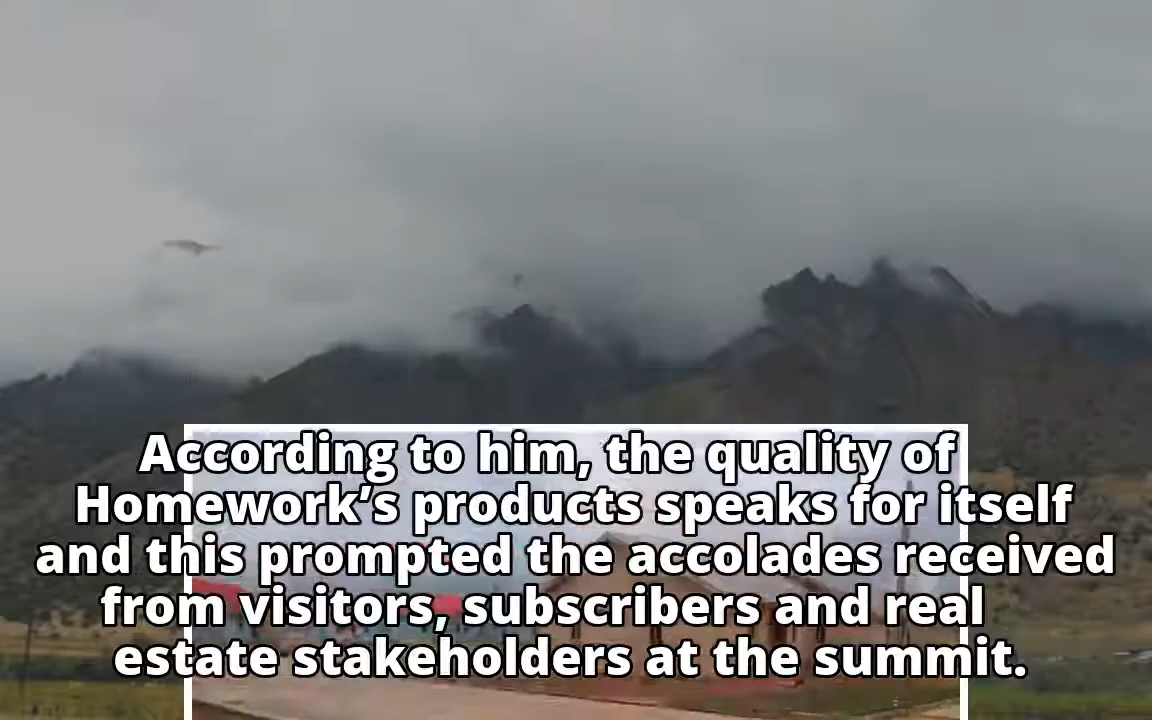 According to him, the quality of
Homework’s products speaks for itself
and this prompted the accolades received
from visitors, subscribers and real
estate stakeholders at the summit.